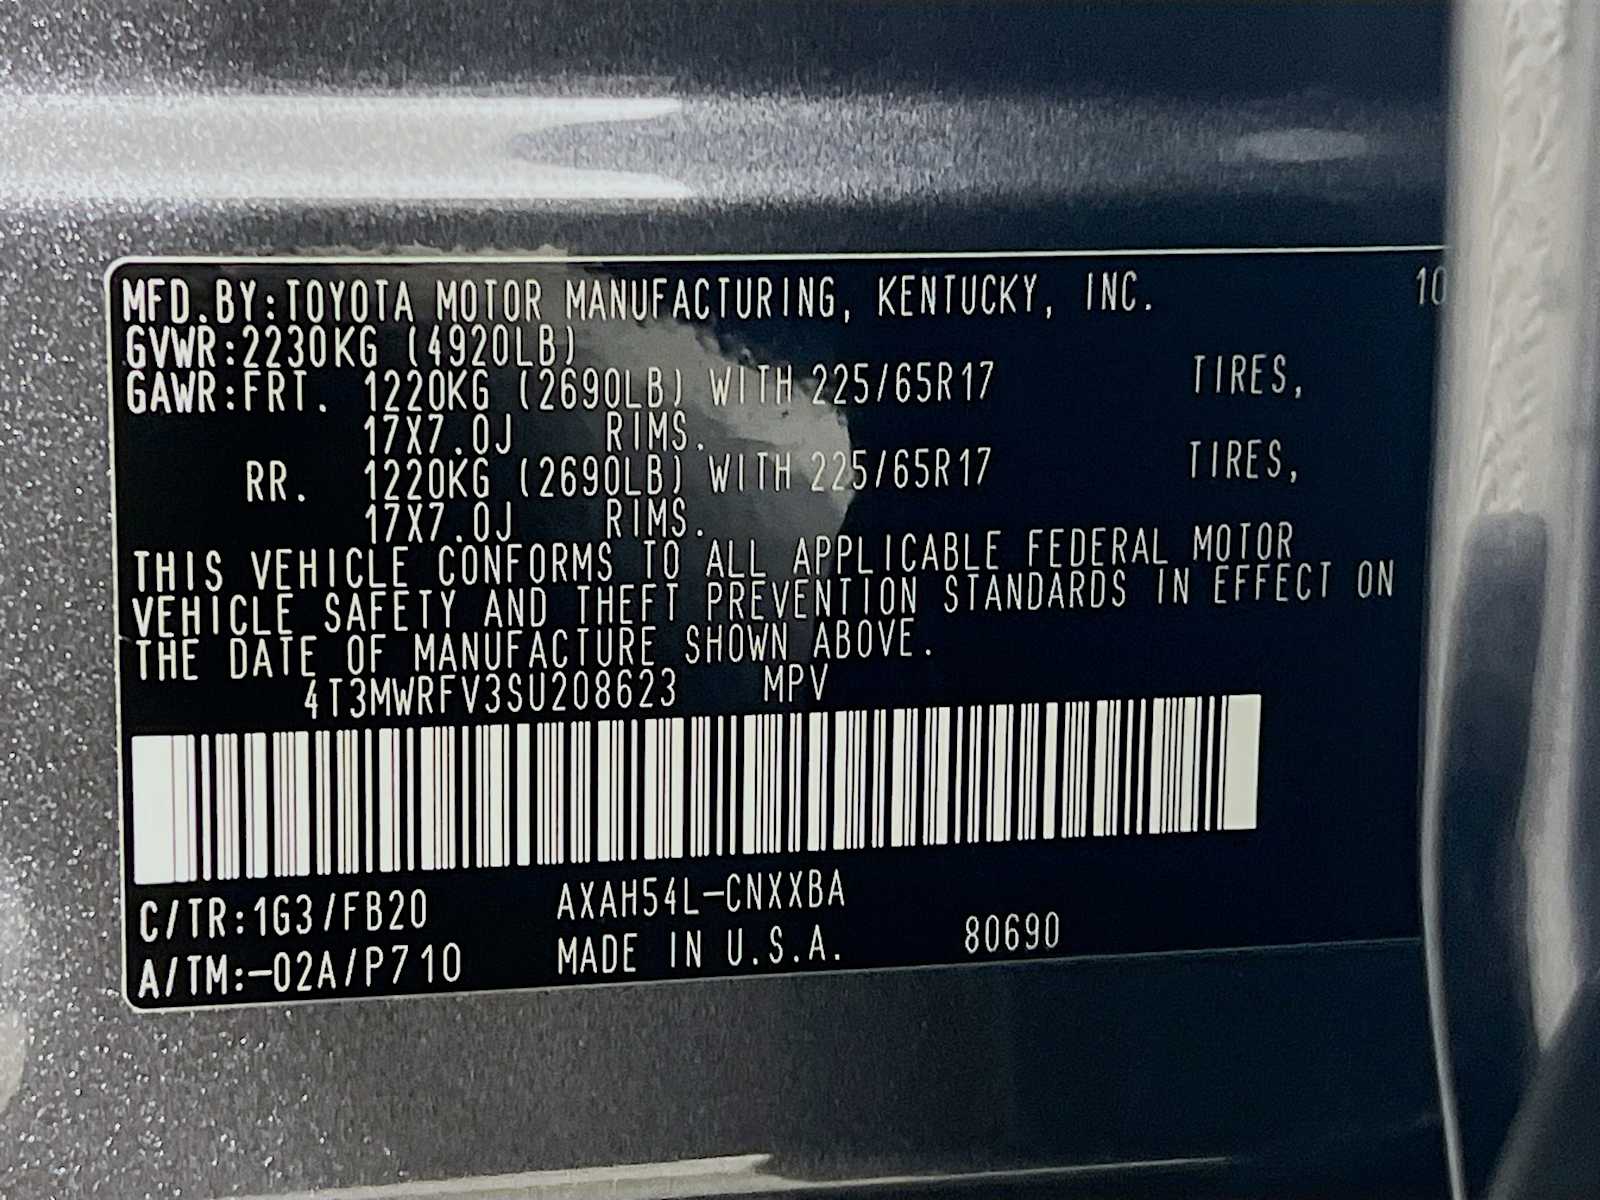 MFD.BY:TOYOTA MOTOR MANUFACTURING, KENTUCKY, INC. 10
GVWR:2230KG (4920LB)
GAWR:FRT. 1220KG (2690LB) WITH 225/65R17 TIRES,
17X7.0J RIMS.
RR. 1220KG (2690LB) WITH 225/65R17 TIRES,
17X7.0J RIMS.
THIS VEHICLE CONFORMS TO ALL APPLICABLE FEDERAL MOTOR
VEHICLE SAFETY AND THEFT PREVENTION STANDARDS IN EFFECT ON
THE DATE OF MANUFACTURE SHOWN ABOVE.
4T3MWRFV3SU208623 MPV
C/TR:1G3/FB20 AXAH54L-CNXXBA
A/TM:-02A/P710 MADE IN U.S.A. 80690